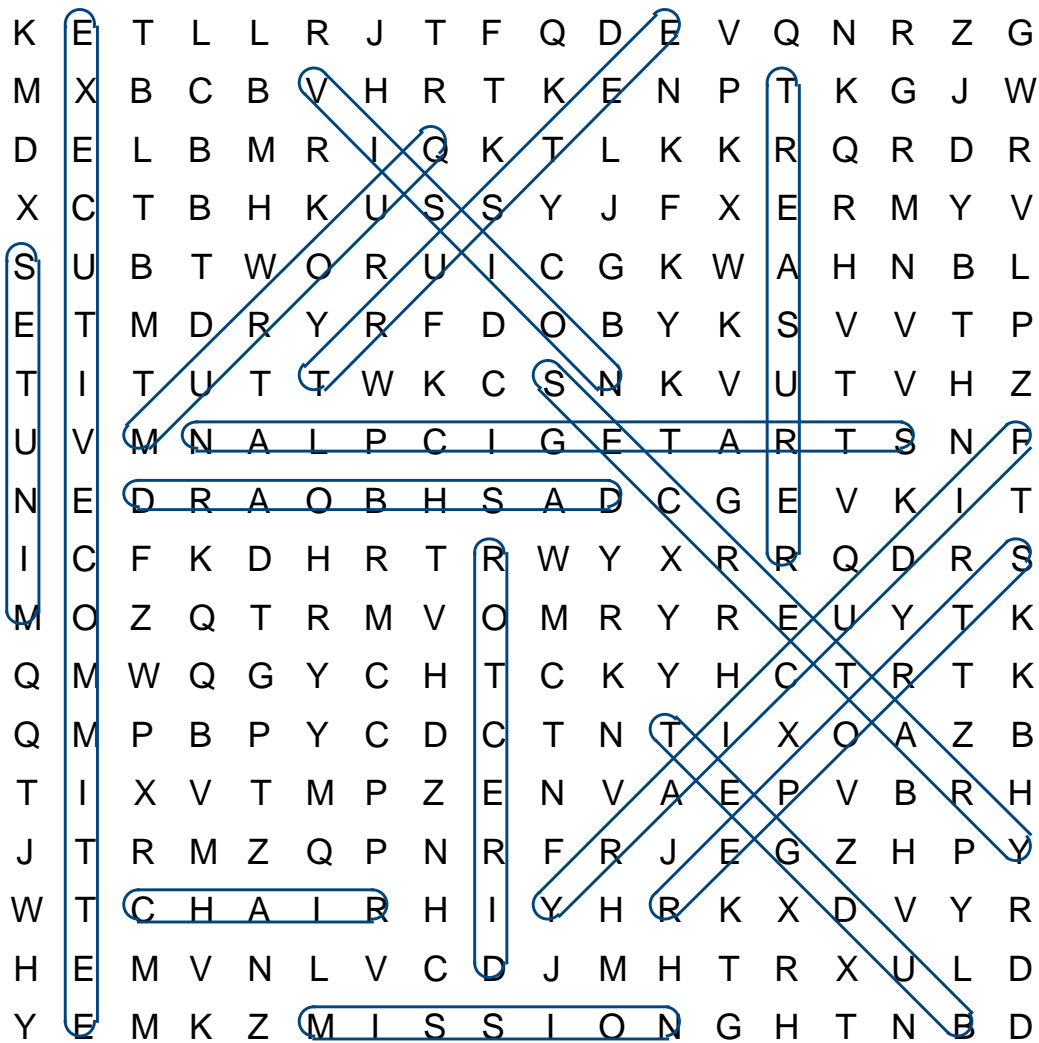 K E T L L R J T F Q D E V Q N R Z G
M X B C B V H R T K E N P T K G J W
D E L B M R I Q K T L K K R Q R D R
X C T B H K U S S Y J F X E R M Y V
S U B T W O R U I C G K W A H N B L
E T M D R Y R F D O B Y K S V V T P
T I T U T T W K C S N K V U T V H Z
U V M N A L P C I G E T A R T S N F
N E D R A O B H S A D C G E V K I T
I C F K D H R T R W Y X R R Q D R S
M O Z Q T R M V O M R Y R E U Y T K
Q M W Q G Y C H T C K Y H C T R T K
Q M P B P Y C D C T N T I X O A Z B
T I X V T M P Z E N V A E P V B R H
J T R M Z Q P N R F R J E G Z H P Y
W T C H A I R H I Y H R K X D V Y R
H E M V N L V C D J M H T R X U L D
Y E M K Z M I S S I O N G H T N B D